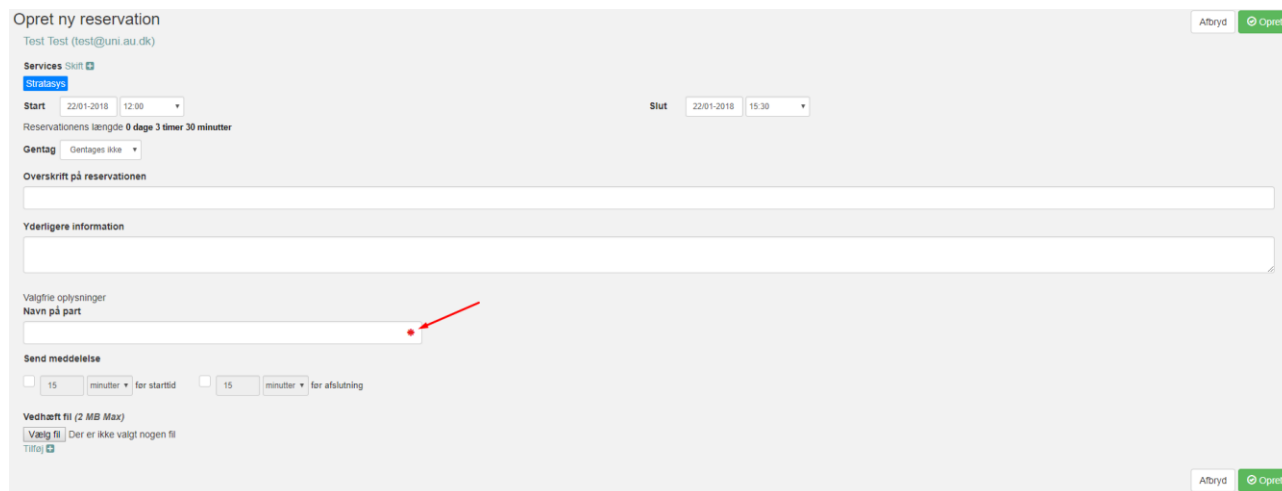 Opret ny reservation
Afbryd Opret
Test Test (test@uni.au.dk)
Services Skift
Stratasys
Start 22/01-2018 12:00 Slut 22/01-2018 15:30
Reservationens længde 0 dage 3 timer 30 minutter
Gentag Gentages ikke
Overskrift på reservationen
Yderligere information
Valgfrie oplysninger
Navn på part
Send meddelelse
15 minutter før starttid 15 minutter før afslutning
Vedhæft fil (2 MB Max)
Vælg fil Der er ikke valgt nogen fil
Tilføj
Afbryd Opret